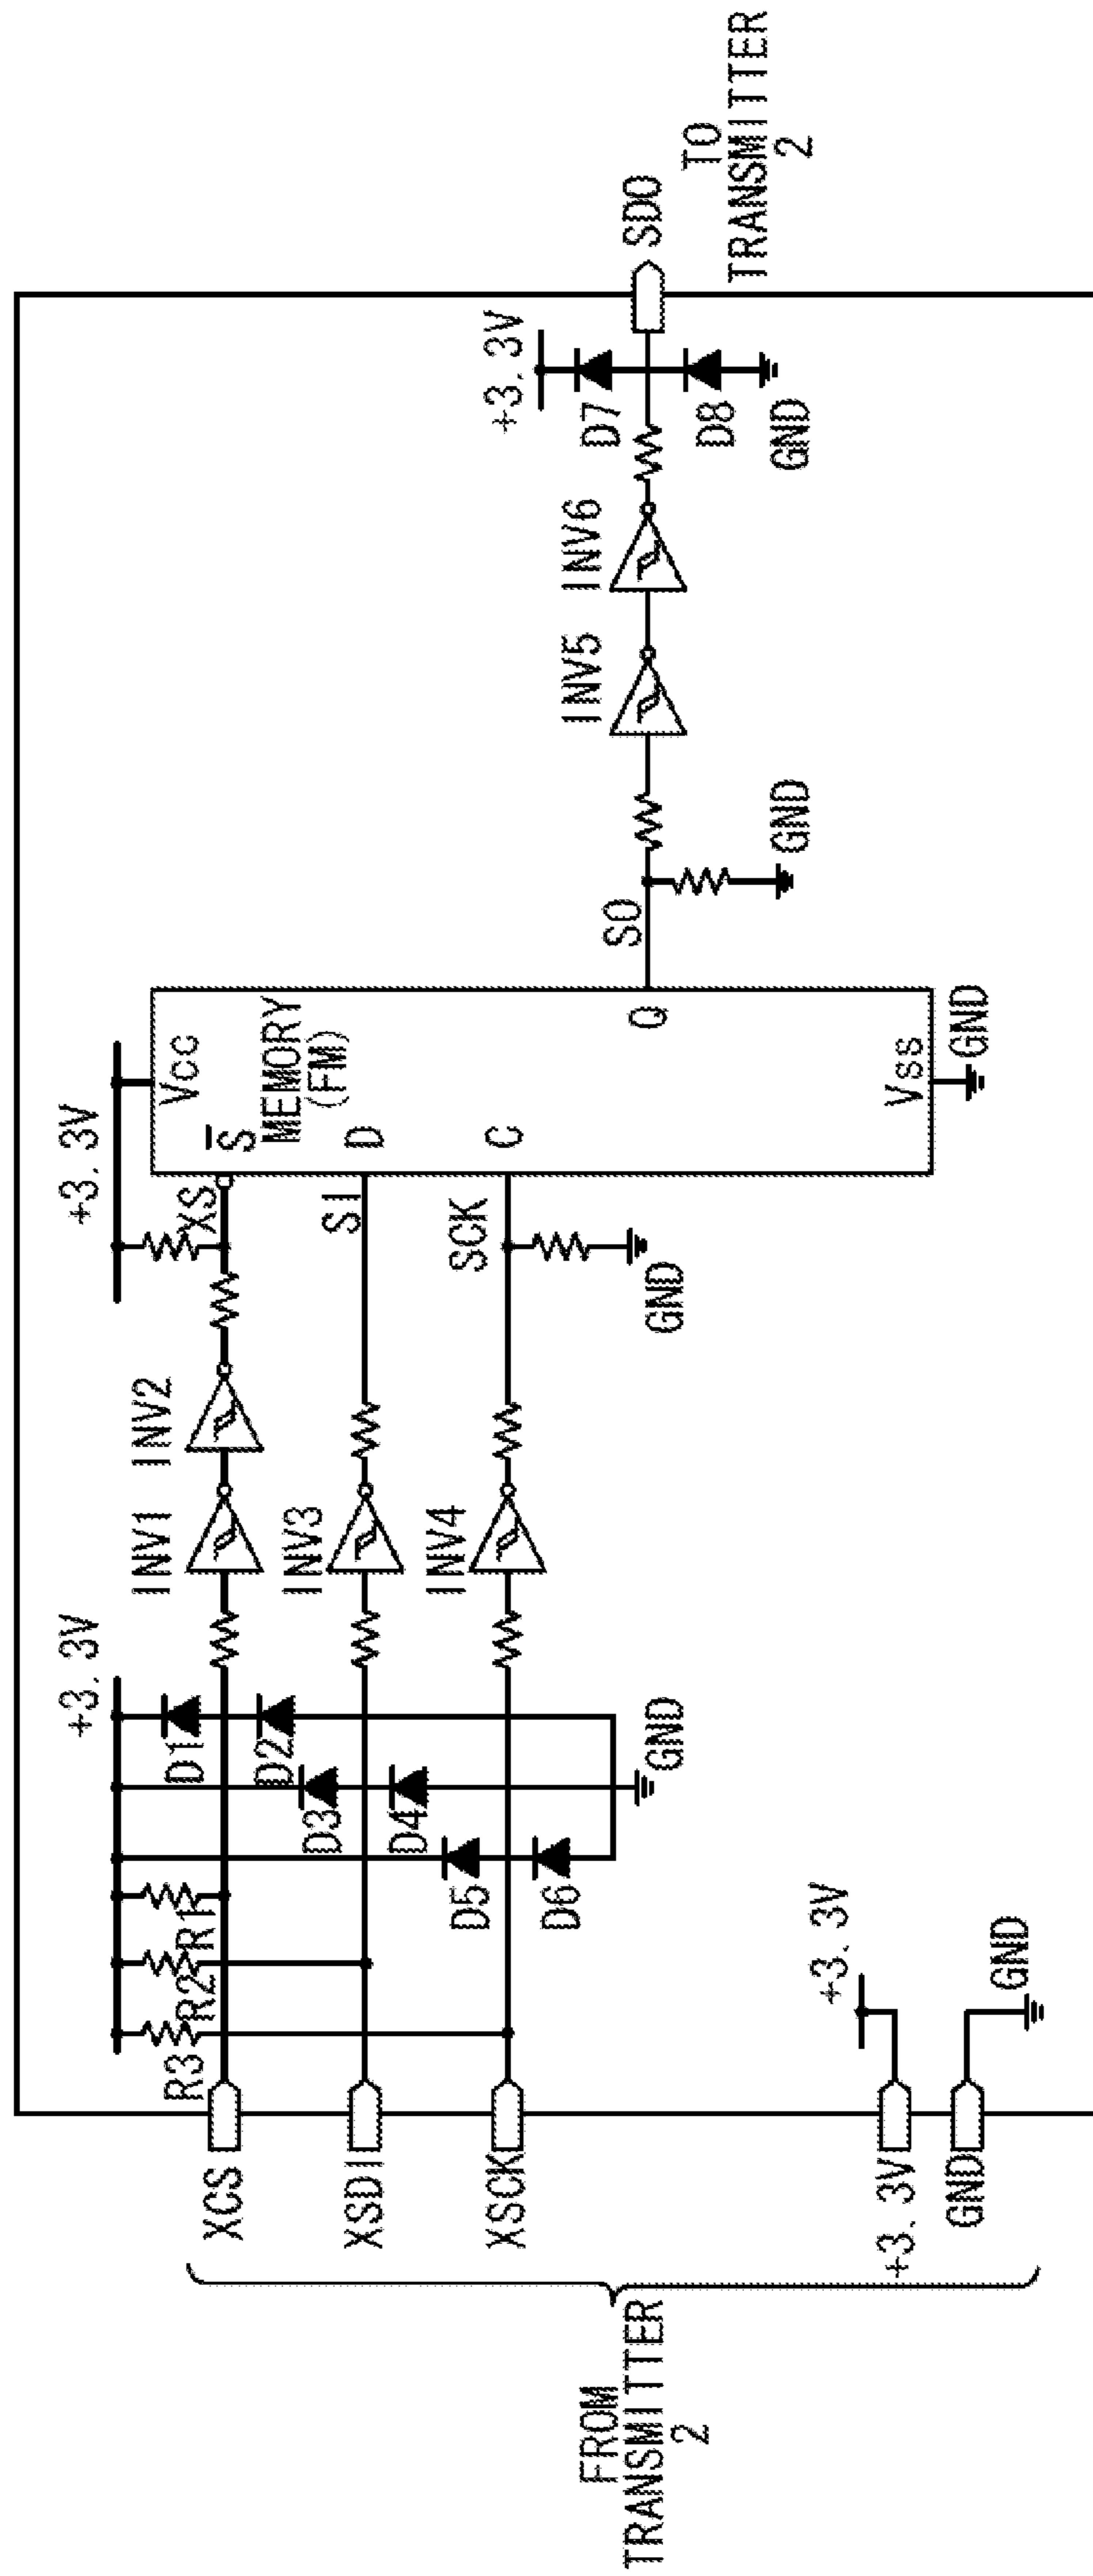 FROM
TRANSMITTER
2
XCS
XSDI
XSCK
+3. 3V
GND
R3
R2
R1
+3. 3V
D1
D2
D3
D4
D5
D6
GND
+3. 3V
GND
INV1
INV2
INV3
INV4
+3. 3V
XS
SI
SCK
GND
Vcc
S̅
MEMORY
(FM)
D
C
Q
Vss
GND
SO
GND
INV5
INV6
+3. 3V
D7
D8
GND
SDO
TO
TRANSMITTER
2